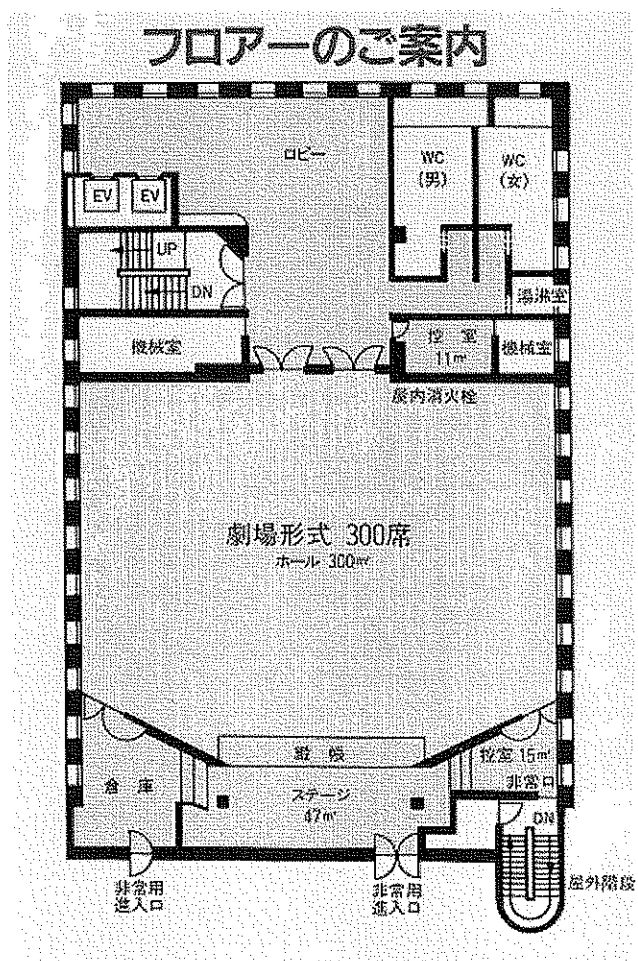 フロアーのご案内
ロビー
WC
(男)
WC
(女)
EV
EV
UP
DN
湯沸室
機械室
控室
11㎡
機械室
屋内消火栓
劇場形式 300席
ホール 300㎡
緞帳
控室 15㎡
非常口
倉庫
ステージ
47㎡
DN
非常用
進入口
非常用
進入口
屋外階段